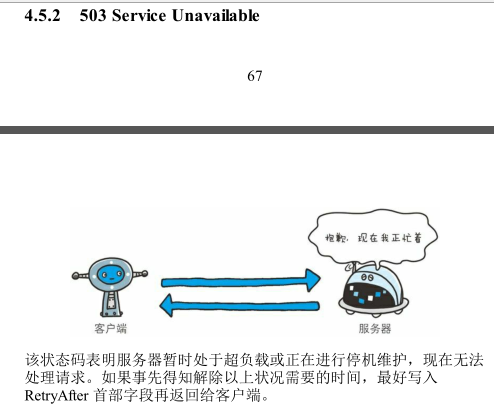 4.5.2 503 Service Unavailable
67
抱歉，现在我正忙着
客户端
服务器
该状态码表明服务器暂时处于超负载或正在进行停机维护，现在无法
处理请求。如果事先得知解除以上状况需要的时间，最好写入
RetryAfter 首部字段再返回给客户端。